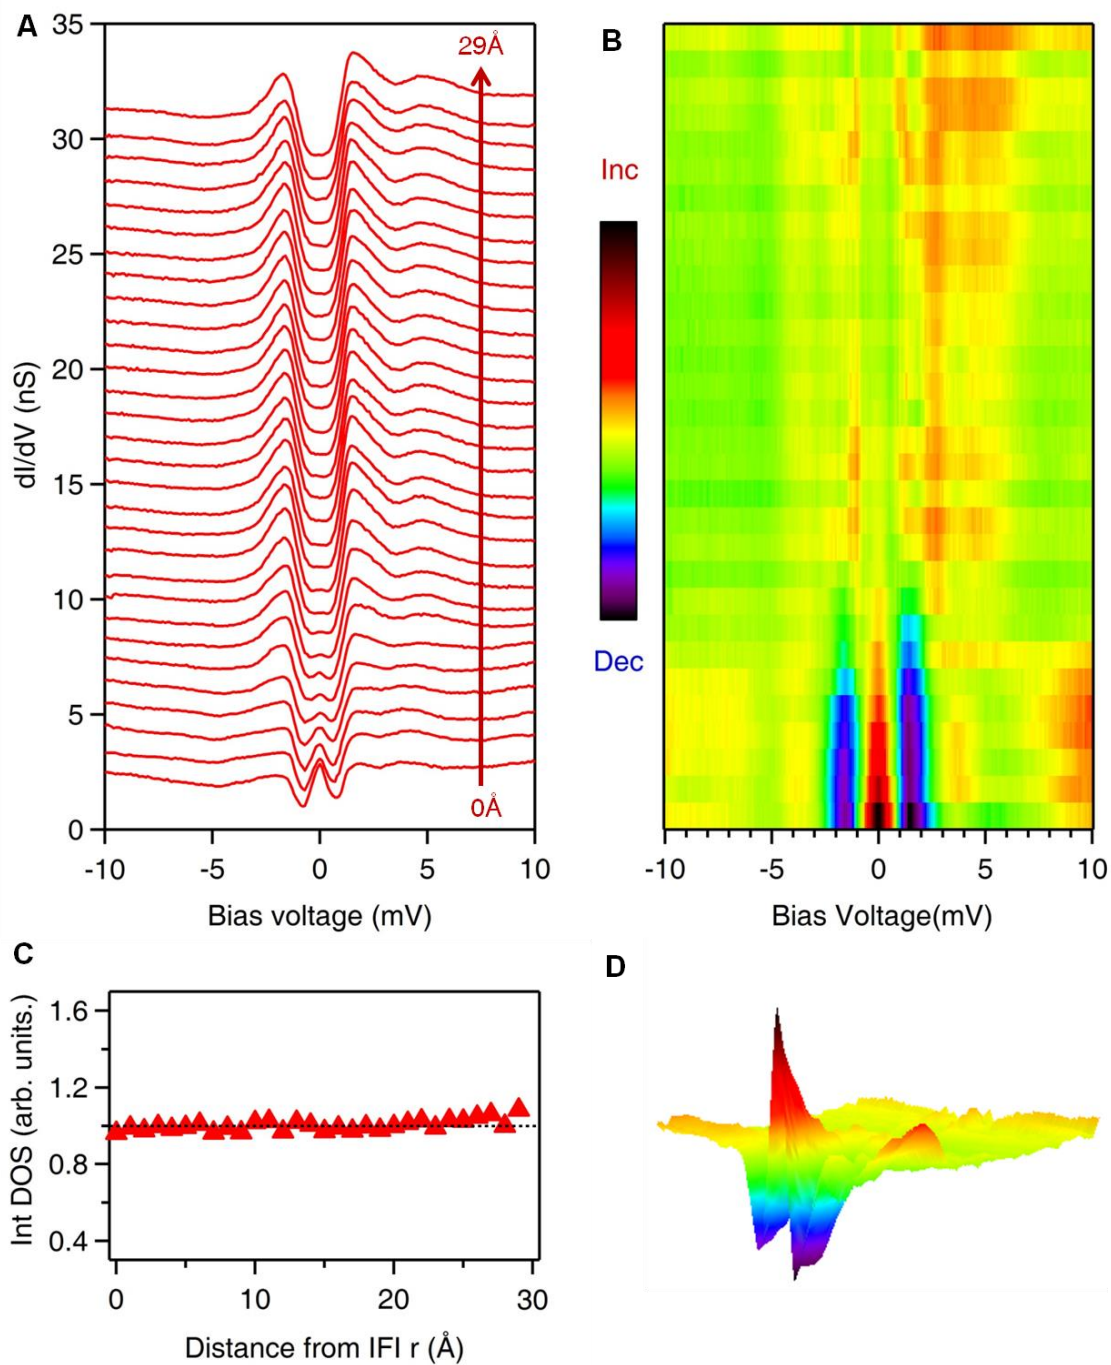 A
35
30
25
20
15
10
5
0
dI/dV (nS)
29Å
0Å
-10 -5 0 5 10
Bias voltage (mV)
B
Inc
Dec
-10 -5 0 5 10
Bias Voltage(mV)
C
1.6
1.2
0.8
0.4
Int DOS (arb. units.)
0 10 20 30
Distance from IFI r (Å)
D